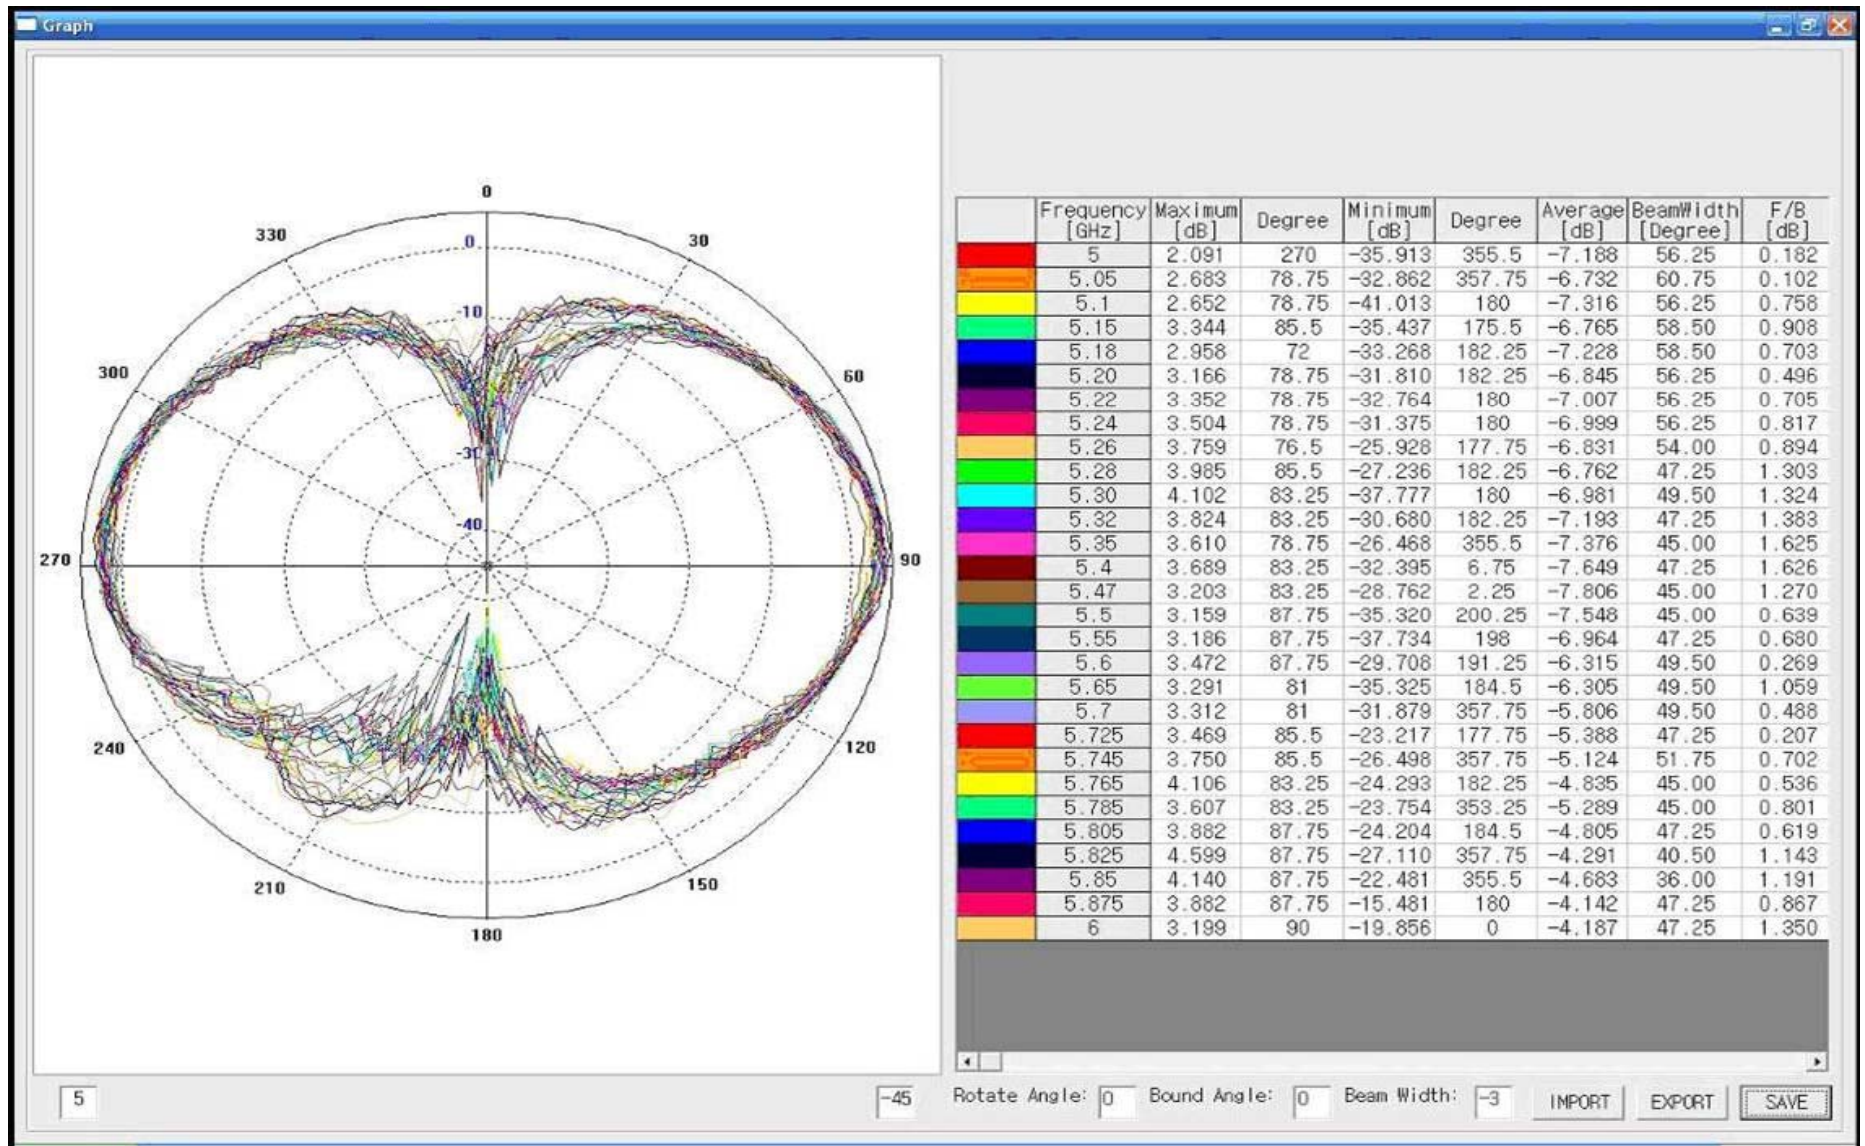 Graph
0
330
30
0
-10
300
60
-30
-40
270
90
240
120
210
150
180
Frequency [GHz] Maximum [dB] Degree Minimum [dB] Degree Average [dB] BeamWidth [Degree] F/B [dB]
5 2.091 270 -35.913 355.5 -7.188 56.25 0.182
5.05 2.683 78.75 -32.862 357.75 -6.732 60.75 0.102
5.1 2.652 78.75 -41.013 180 -7.316 56.25 0.758
5.15 3.344 85.5 -35.437 175.5 -6.765 58.50 0.908
5.18 2.958 72 -33.268 182.25 -7.228 58.50 0.703
5.20 3.166 78.75 -31.810 182.25 -6.845 56.25 0.496
5.22 3.352 78.75 -32.764 180 -7.007 56.25 0.705
5.24 3.504 78.75 -31.375 180 -6.999 56.25 0.817
5.26 3.759 76.5 -25.928 177.75 -6.831 54.00 0.894
5.28 3.985 85.5 -27.236 182.25 -6.762 47.25 1.303
5.30 4.102 83.25 -37.777 180 -6.981 49.50 1.324
5.32 3.824 83.25 -30.680 182.25 -7.193 47.25 1.383
5.35 3.610 78.75 -26.468 355.5 -7.376 45.00 1.625
5.4 3.689 83.25 -32.395 6.75 -7.649 47.25 1.626
5.47 3.203 83.25 -28.762 2.25 -7.806 45.00 1.270
5.5 3.159 87.75 -35.320 200.25 -7.548 45.00 0.639
5.55 3.186 87.75 -37.734 198 -6.964 47.25 0.680
5.6 3.472 87.75 -29.708 191.25 -6.315 49.50 0.269
5.65 3.291 81 -35.325 184.5 -6.305 49.50 1.059
5.7 3.312 81 -31.879 357.75 -5.806 49.50 0.488
5.725 3.469 85.5 -23.217 177.75 -5.388 47.25 0.207
5.745 3.750 85.5 -26.498 357.75 -5.124 51.75 0.702
5.765 4.106 83.25 -24.293 182.25 -4.835 45.00 0.536
5.785 3.607 83.25 -23.754 353.25 -5.289 45.00 0.801
5.805 3.882 87.75 -24.204 184.5 -4.805 47.25 0.619
5.825 4.599 87.75 -27.110 357.75 -4.291 40.50 1.143
5.85 4.140 87.75 -22.481 355.5 -4.683 36.00 1.191
5.875 3.882 87.75 -15.481 180 -4.142 47.25 0.867
6 3.199 90 -19.856 0 -4.187 47.25 1.350
5 -45 Rotate Angle: 0 Bound Angle: 0 Beam Width: -3 IMPORT EXPORT SAVE